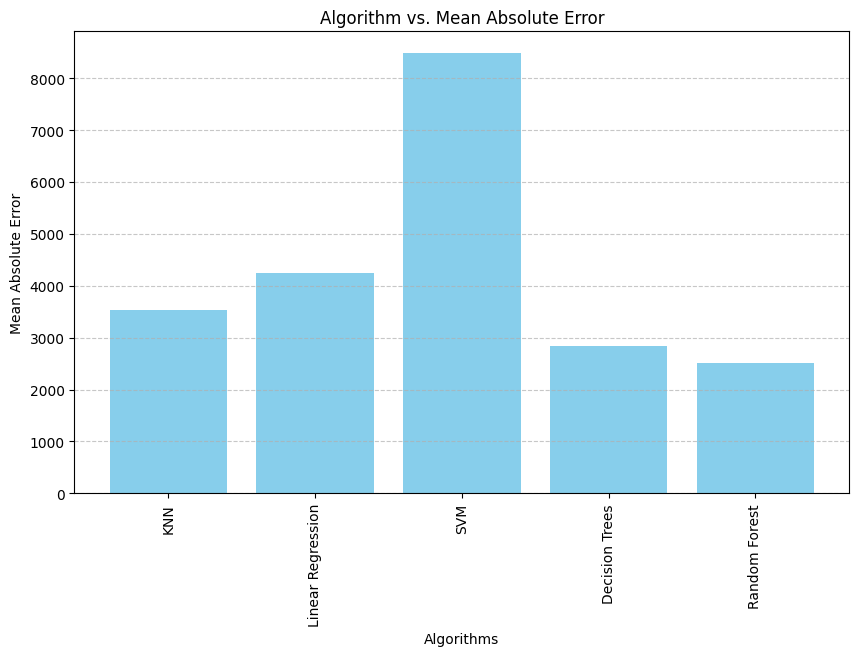 Algorithm vs. Mean Absolute Error
Mean Absolute Error
8000
7000
6000
5000
4000
3000
2000
1000
0
KNN
Linear Regression
SVM
Decision Trees
Random Forest
Algorithms